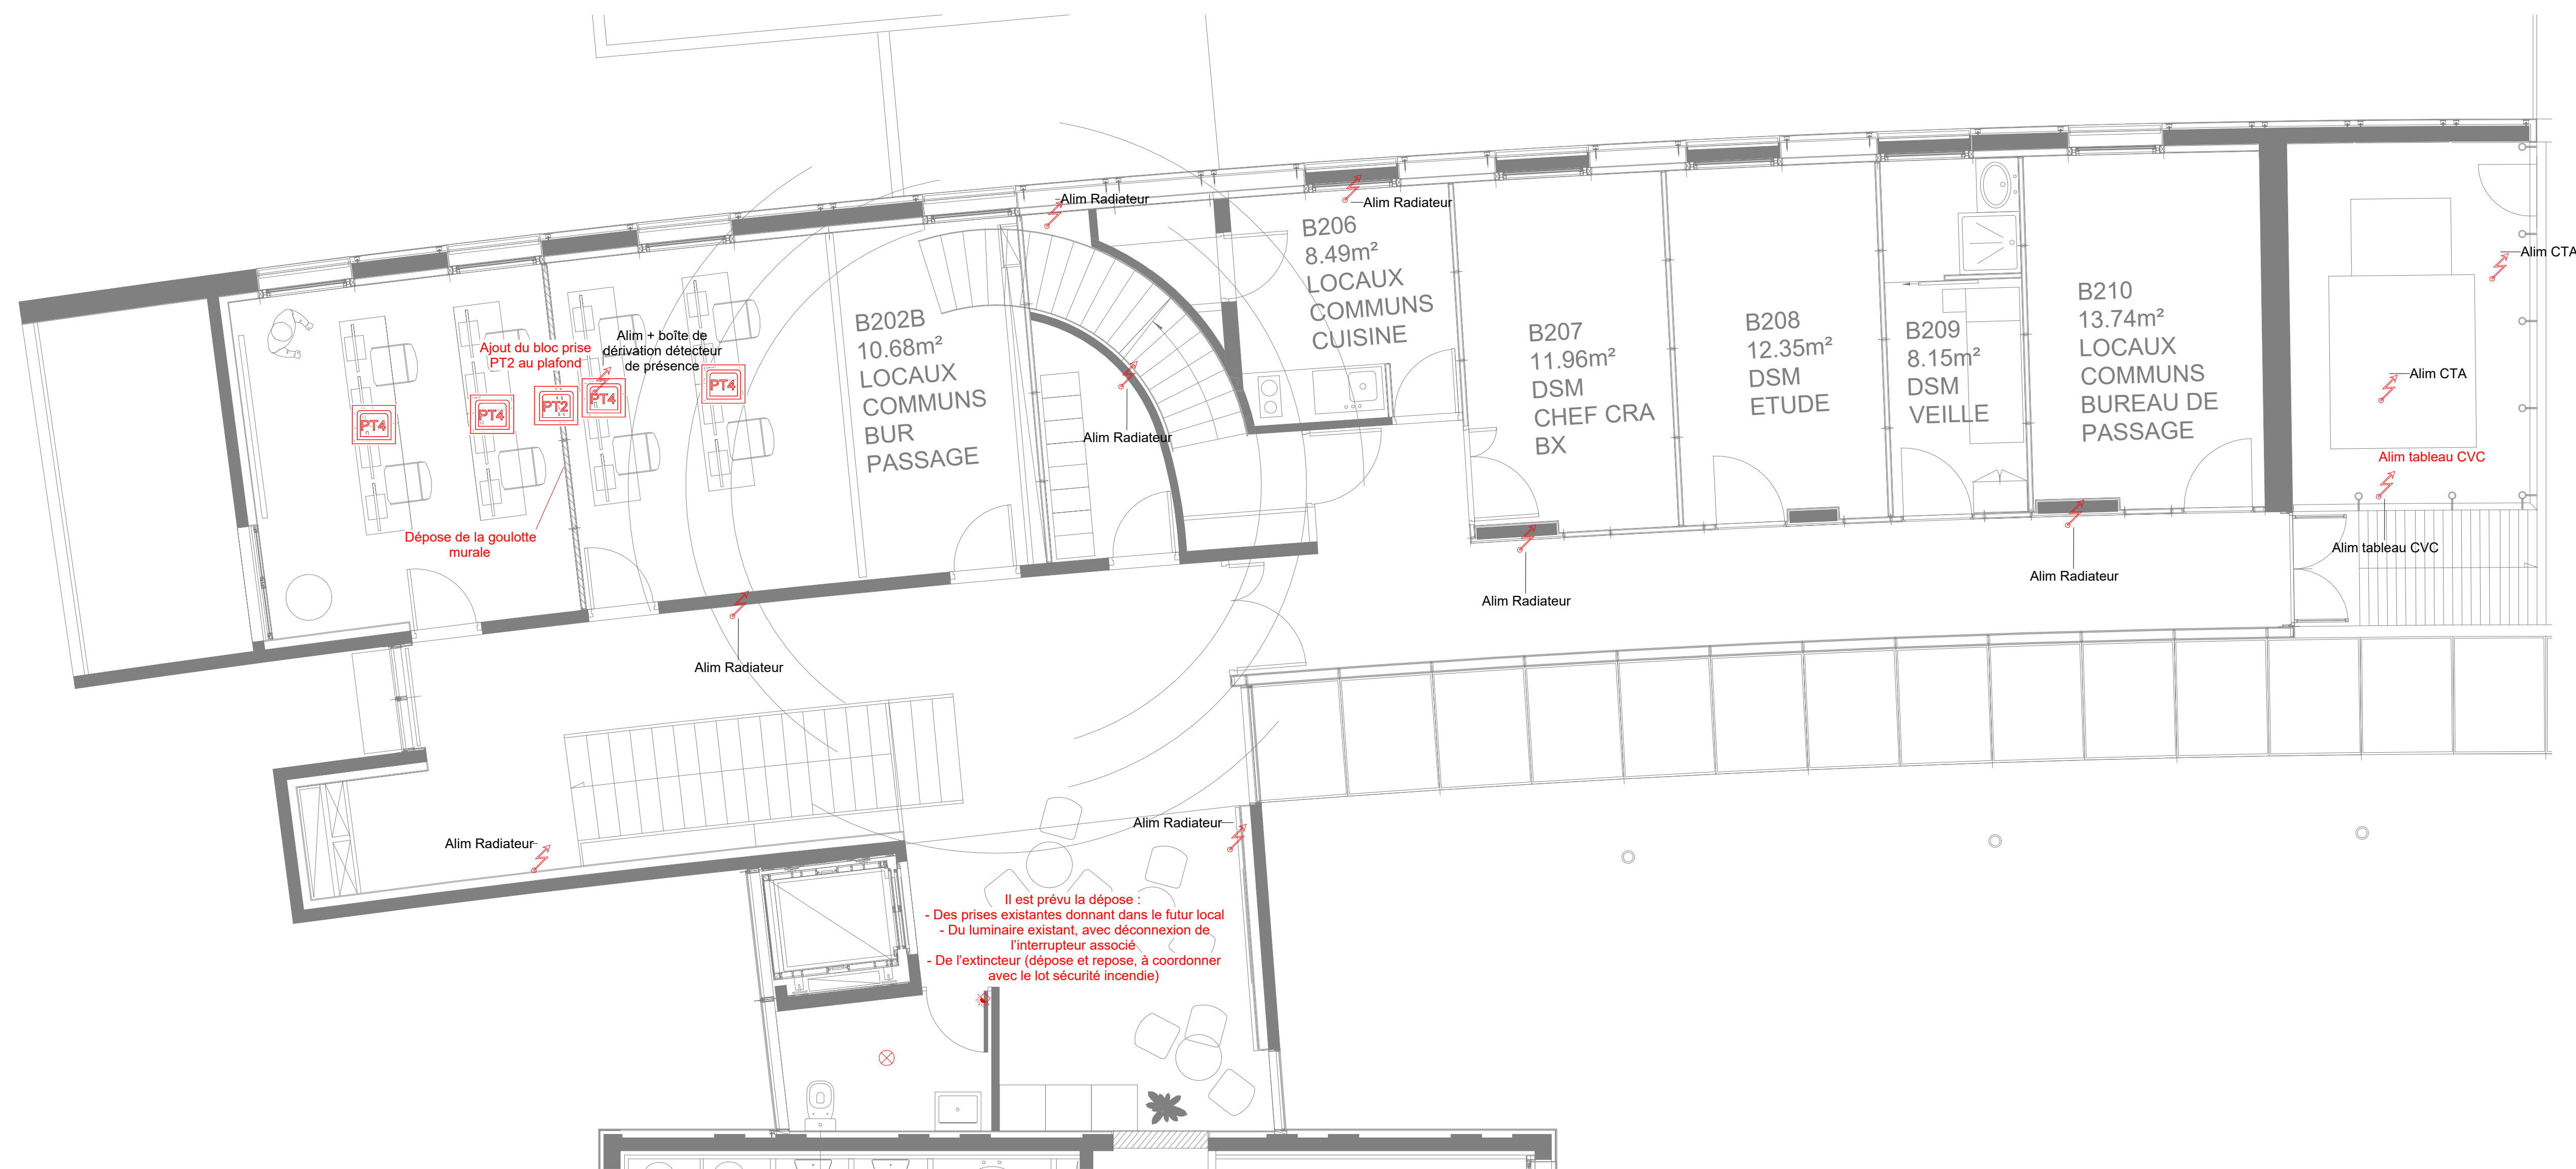 Alim Radiateur
Alim Radiateur
B206
8.49m²
LOCAUX
COMMUNS
CUISINE
Alim CTA
B202B
10.68m²
LOCAUX
COMMUNS
BUR
PASSAGE
B207
11.96m²
DSM
CHEF CRA
BX
B208
12.35m²
DSM
ETUDE
B209
8.15m²
DSM
VEILLE
B210
13.74m²
LOCAUX
COMMUNS
BUREAU DE
PASSAGE
Ajout du bloc prise
PT2 au plafond
Alim + boîte de
dérivation détecteur
de présence
PT4
PT4
PT2
PT4
PT4
Alim CTA
Alim Radiateur
Alim tableau CVC
Dépose de la goulotte
murale
Alim tableau CVC
Alim Radiateur
Alim Radiateur
Alim Radiateur
Alim Radiateur
Alim Radiateur
Il est prévu la dépose :
- Des prises existantes donnant dans le futur local
- Du luminaire existant, avec déconnexion de
l'interrupteur associé
- De l'extincteur (dépose et repose, à coordonner
avec le lot sécurité incendie)